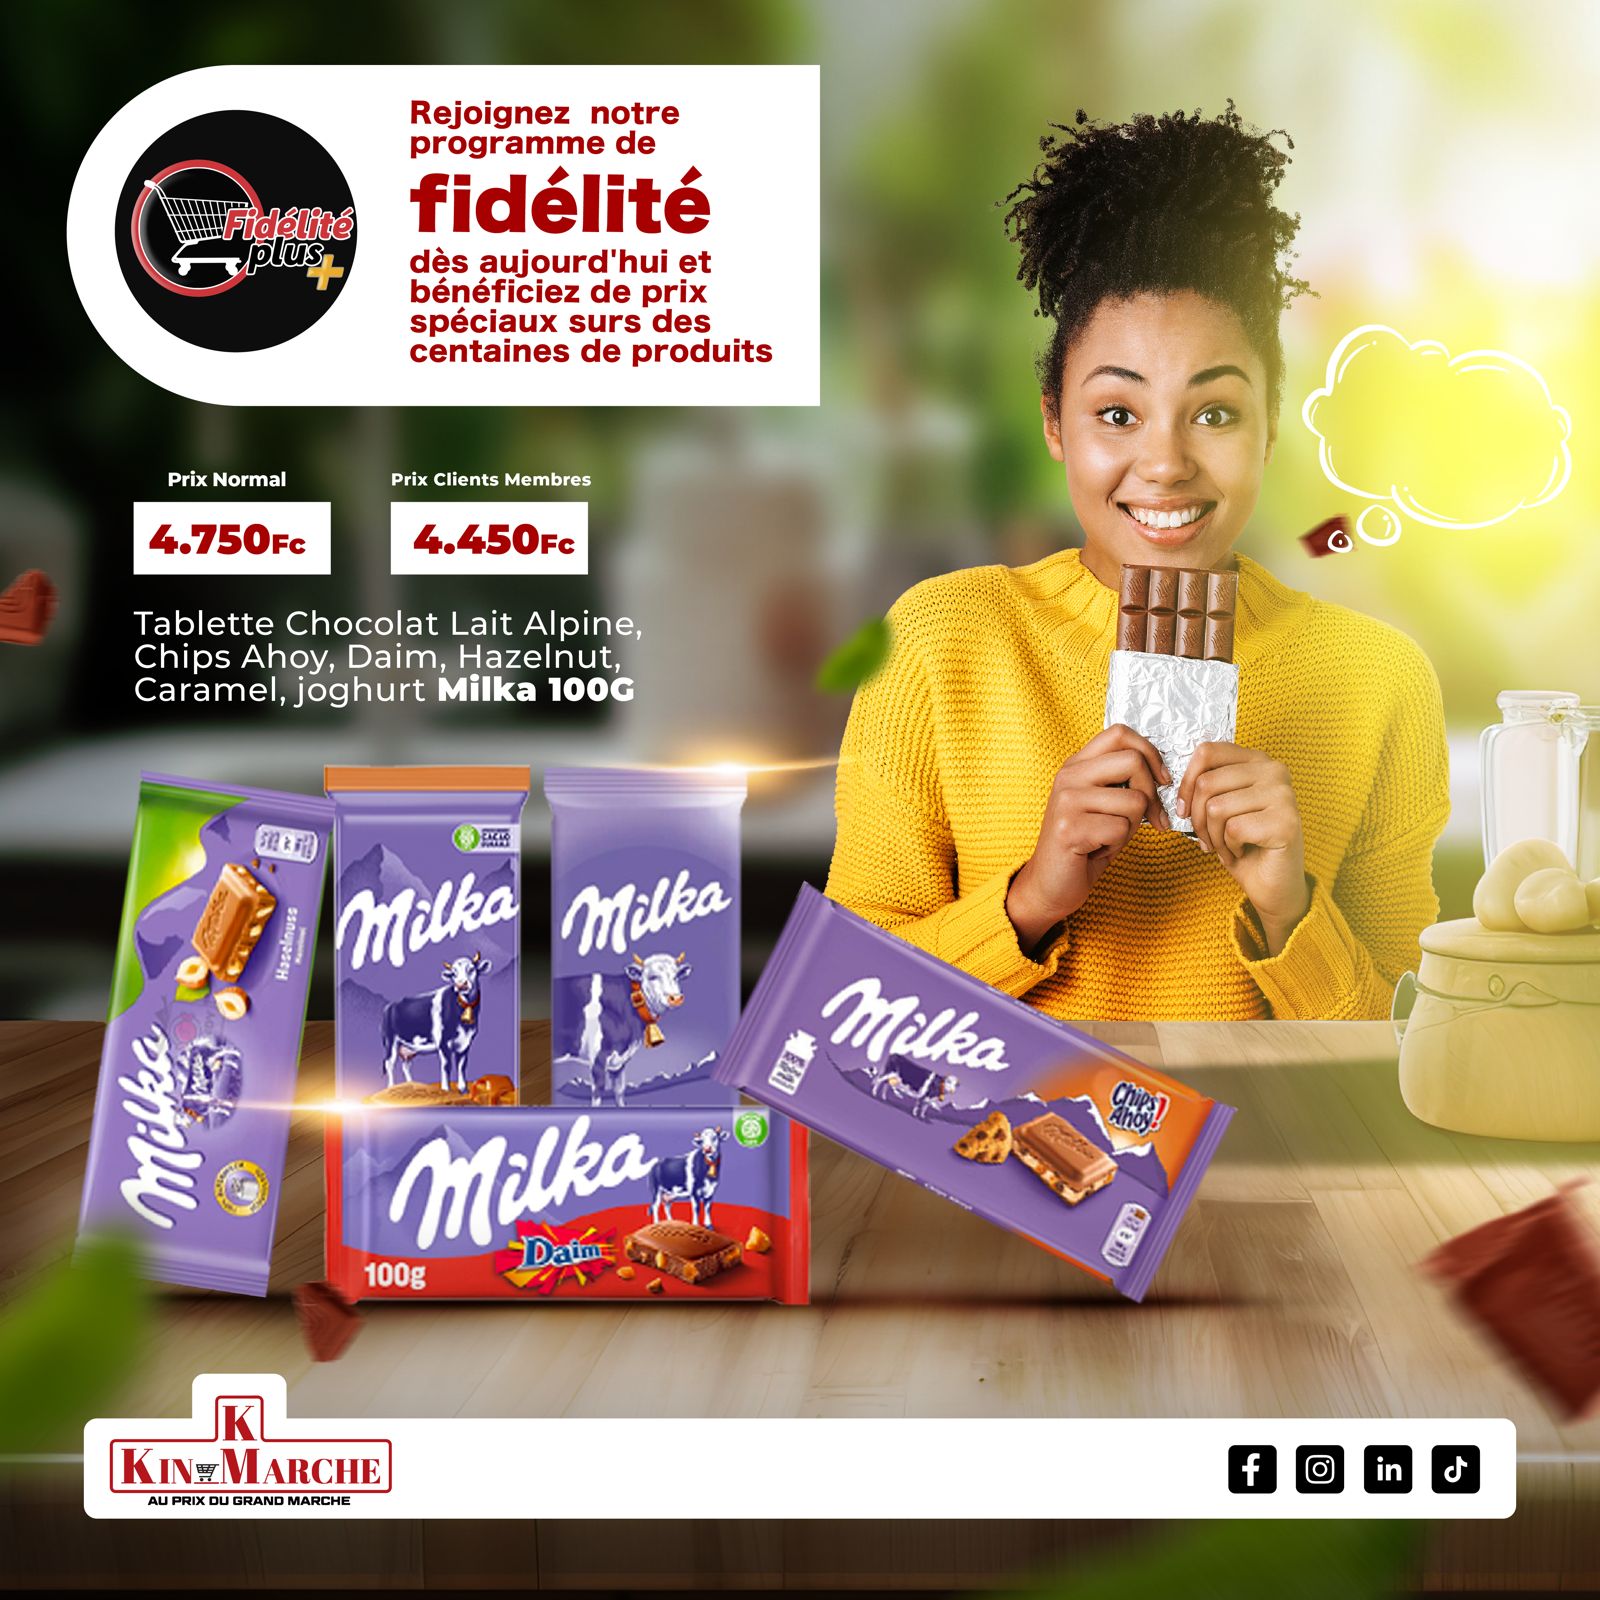 Rejoignez notre
programme de
fidélité
dès aujourd'hui et
bénéficiez de prix
spéciaux surs des
centaines de produits
Fidélité
plus+
Prix Normal
4.750Fc
Prix Clients Membres
4.450Fc
Tablette Chocolat Lait Alpine,
Chips Ahoy, Daim, Hazelnut,
Caramel, joghurt Milka 100G
Haselnuss
Milka
Milka
CACAO
Milka
Milka
Chips
Ahoy!
Milka
Daim
100g
K
KIN MARCHE
AU PRIX DU GRAND MARCHE